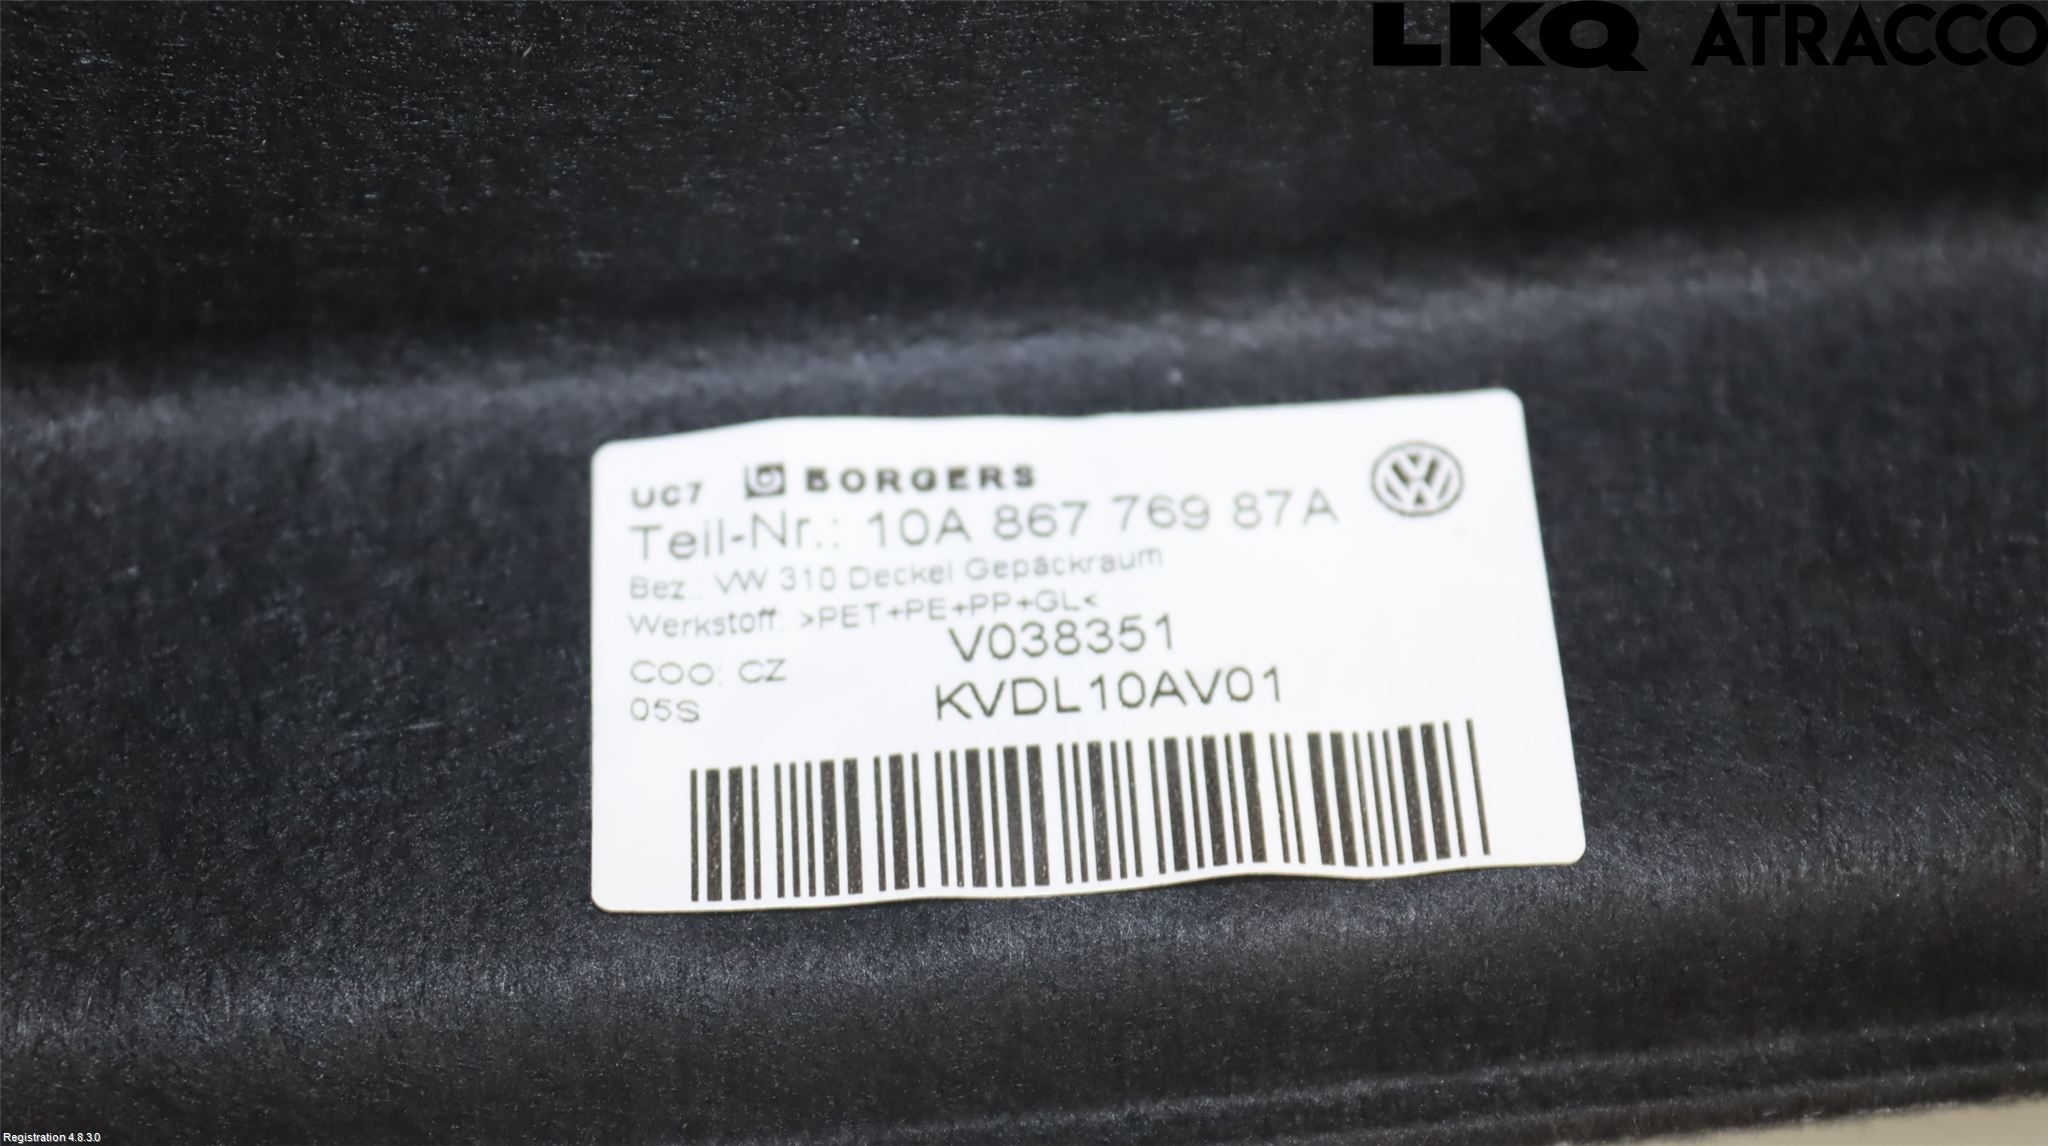 LKQ ATRACCO
UC7 BORGERS
Teil-Nr.: 10A 867 769 87A
Bez.: VW 310 Deckel Gepäckraum
Werkstoff: >PET+PE+PP+GL<
V038351
COO: CZ
KVDL10AV01
05S
Registration 4.8.3.0